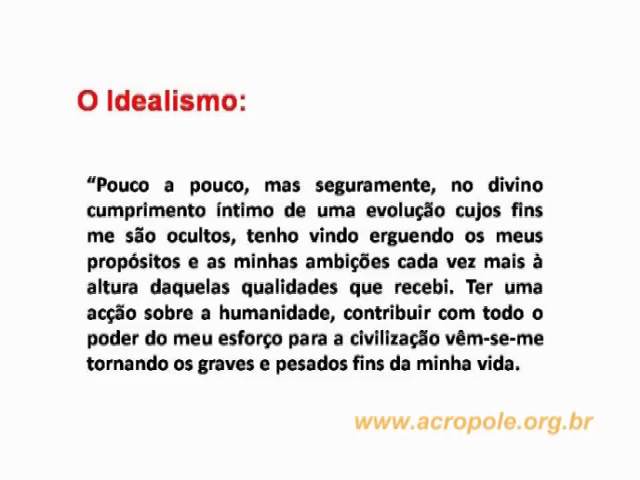 O Idealismo:
“Pouco a pouco, mas seguramente, no divino
cumprimento íntimo de uma evolução cujos fins
me são ocultos, tenho vindo erguendo os meus
propósitos e as minhas ambições cada vez mais à
altura daquelas qualidades que recebi. Ter uma
acção sobre a humanidade, contribuir com todo o
poder do meu esforço para a civilização vêm-se-me
tornando os graves e pesados fins da minha vida.
www.acropole.org.br